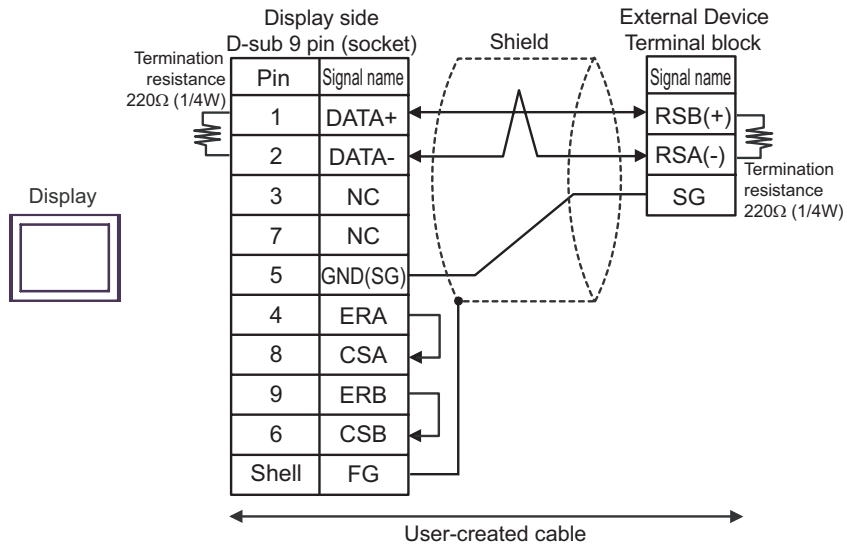 Display side
D-sub 9 pin (socket)
Shield
External Device
Terminal block
Termination
resistance
220Ω (1/4W)
Pin Signal name
Signal name
1 DATA+
RSB(+)
2 DATA-
RSA(-)
Termination
resistance
220Ω (1/4W)
3 NC
SG
Display
7 NC
5 GND(SG)
4 ERA
8 CSA
9 ERB
6 CSB
Shell FG
User-created cable